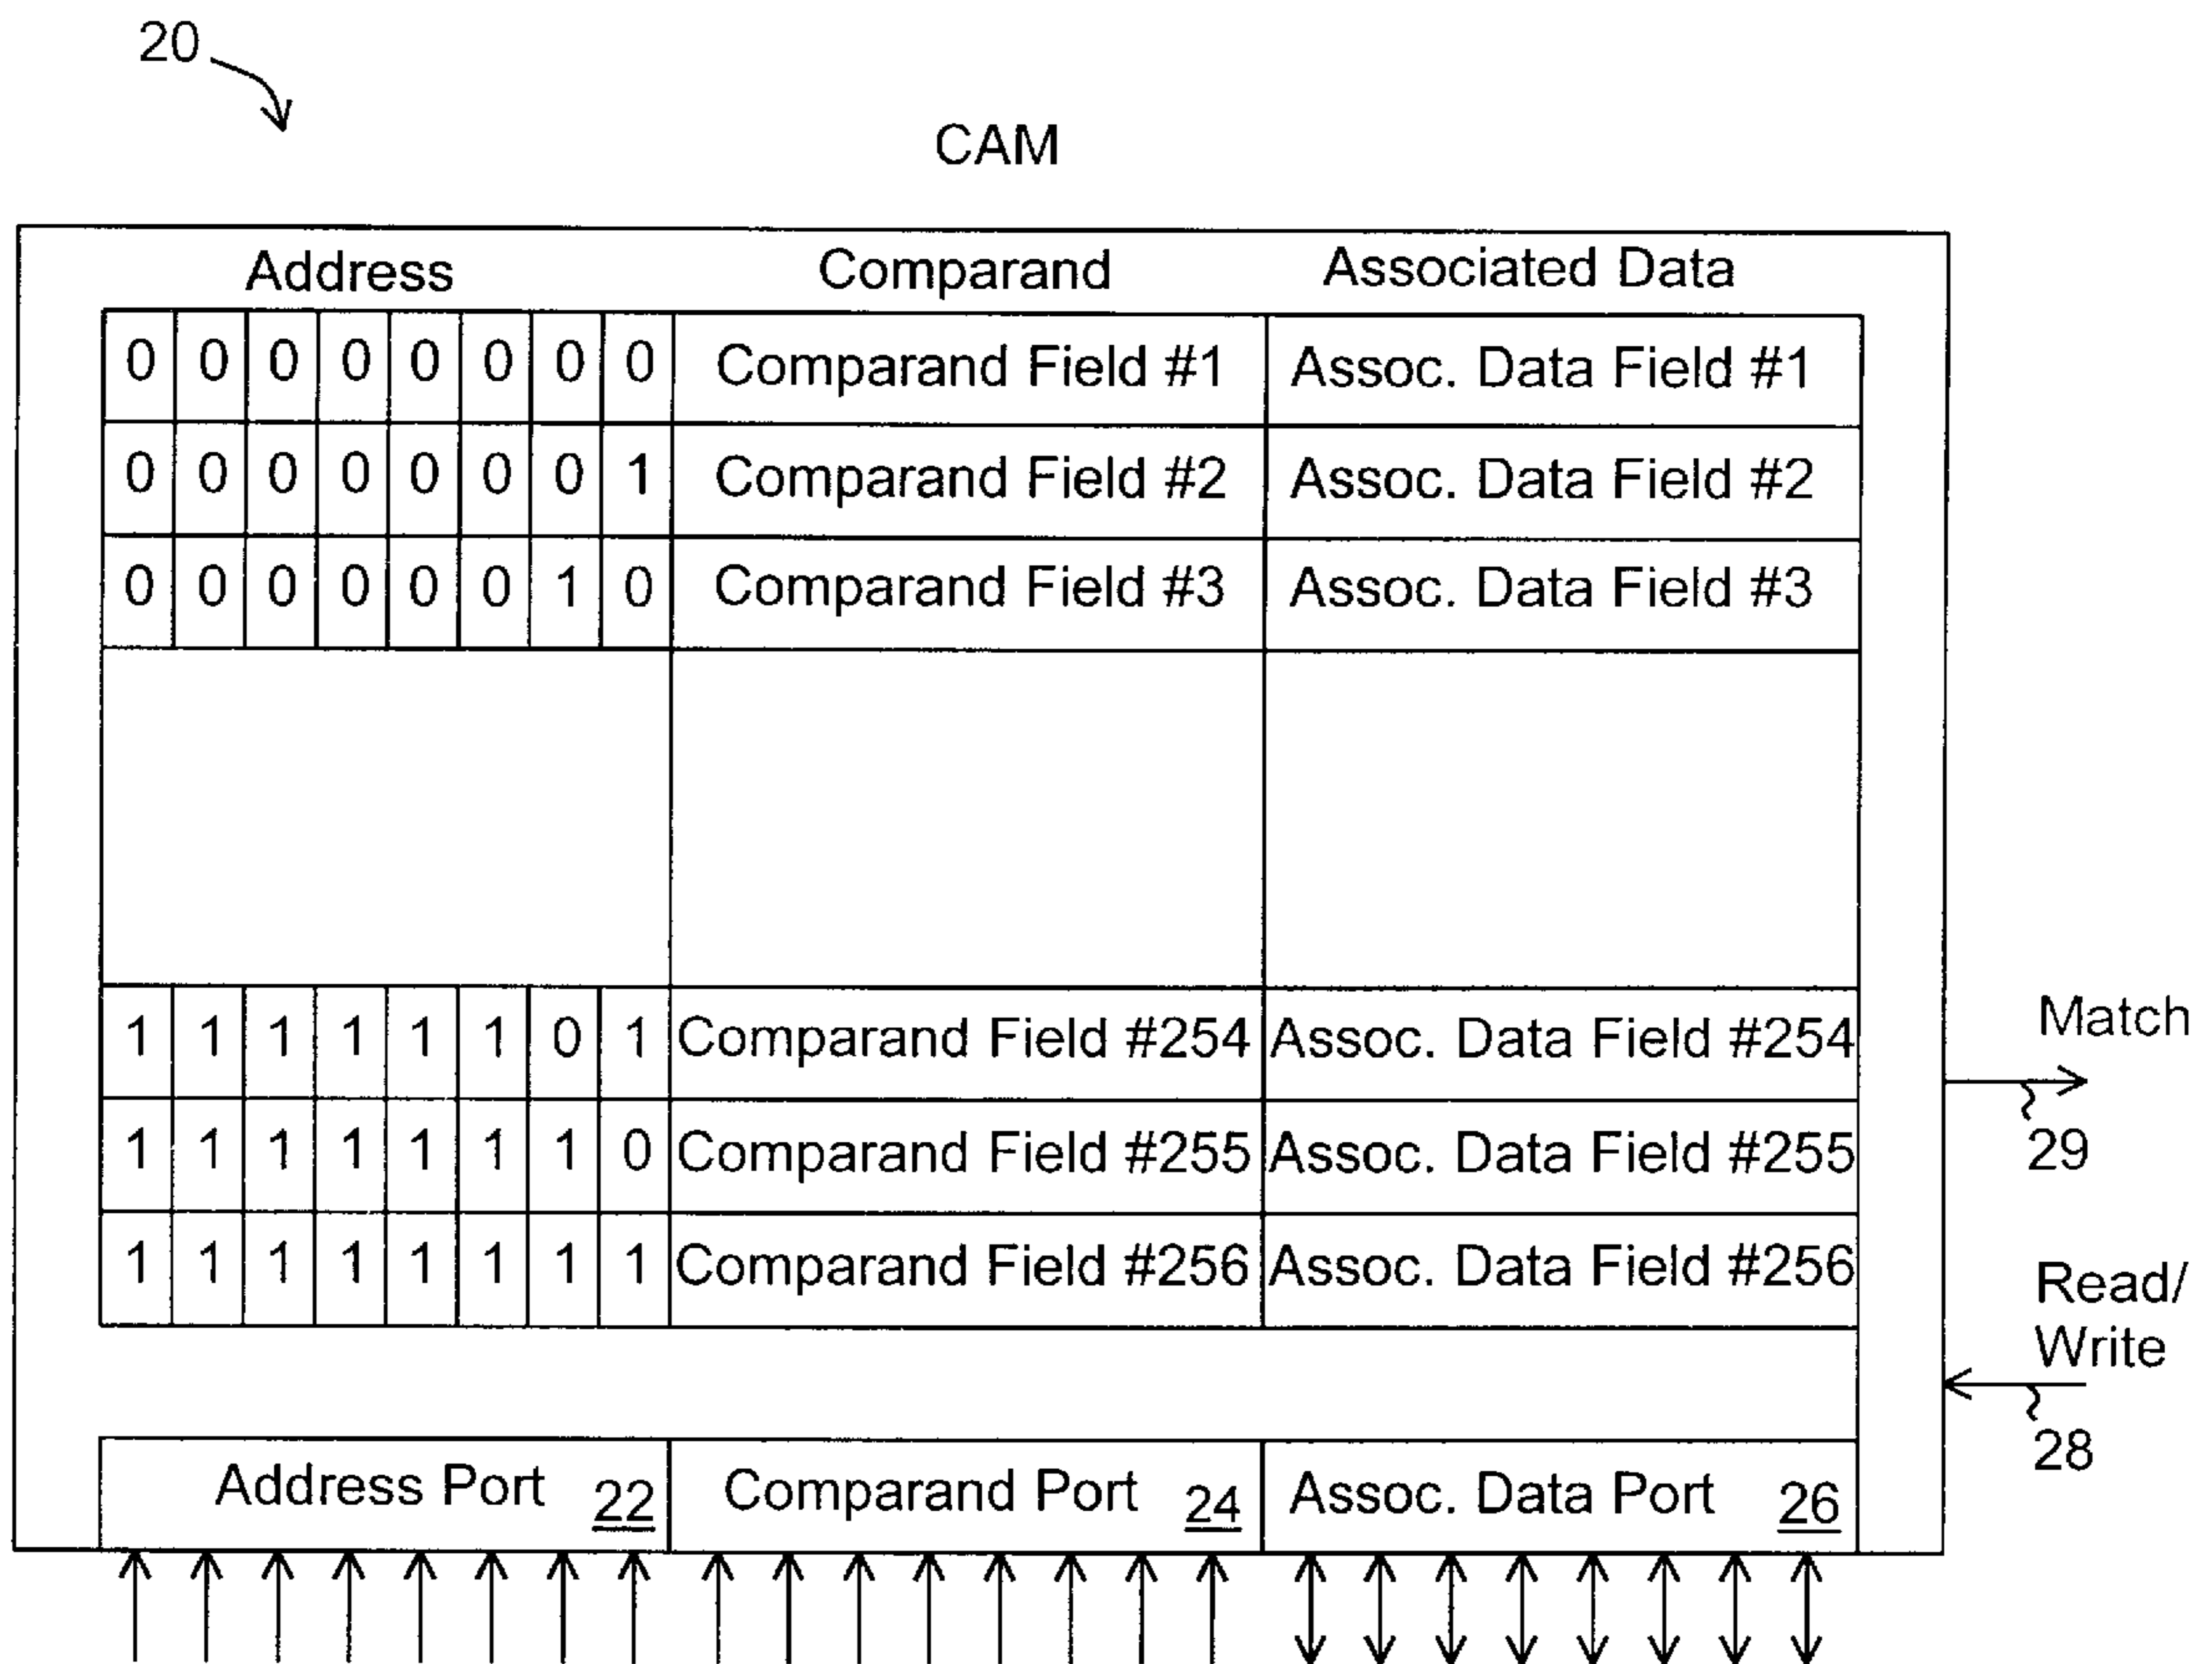 20
CAM
Address Comparand Associated Data
0 0 0 0 0 0 0 0 Comparand Field #1 Assoc. Data Field #1
0 0 0 0 0 0 0 1 Comparand Field #2 Assoc. Data Field #2
0 0 0 0 0 0 1 0 Comparand Field #3 Assoc. Data Field #3
1 1 1 1 1 1 0 1 Comparand Field #254 Assoc. Data Field #254
Match
29
1 1 1 1 1 1 1 0 Comparand Field #255 Assoc. Data Field #255
1 1 1 1 1 1 1 1 Comparand Field #256 Assoc. Data Field #256
Read/
Write
28
Address Port 22 Comparand Port 24 Assoc. Data Port 26